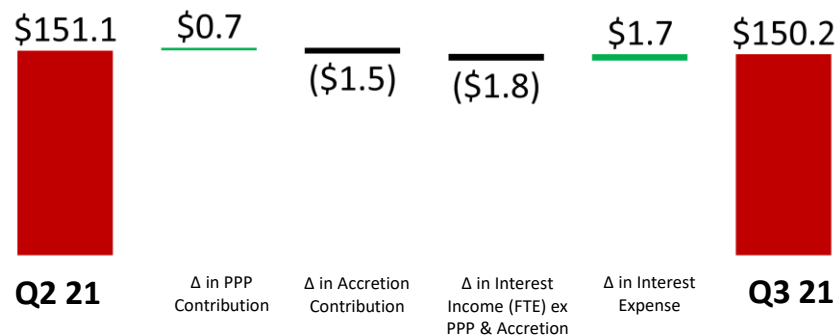 $151.1
$0.7
($1.5)
($1.8)
$1.7
$150.2
Q2 21
Δ in PPP
Contribution
Δ in Accretion
Contribution
Δ in Interest
Income (FTE) ex
PPP & Accretion
Δ in Interest
Expense
Q3 21